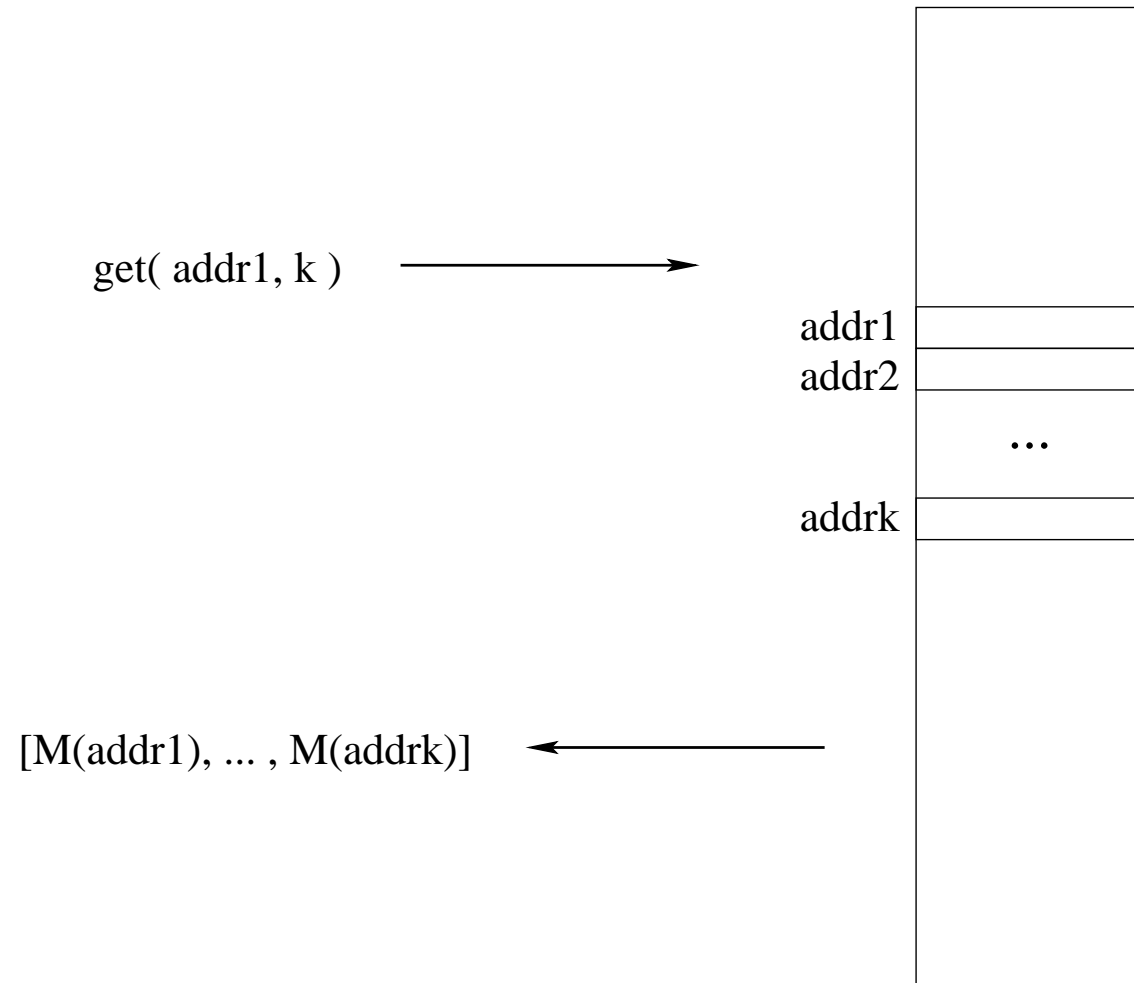 get( addr1, k )
addr1
addr2
...
addrk
[M(addr1), ... , M(addrk)]